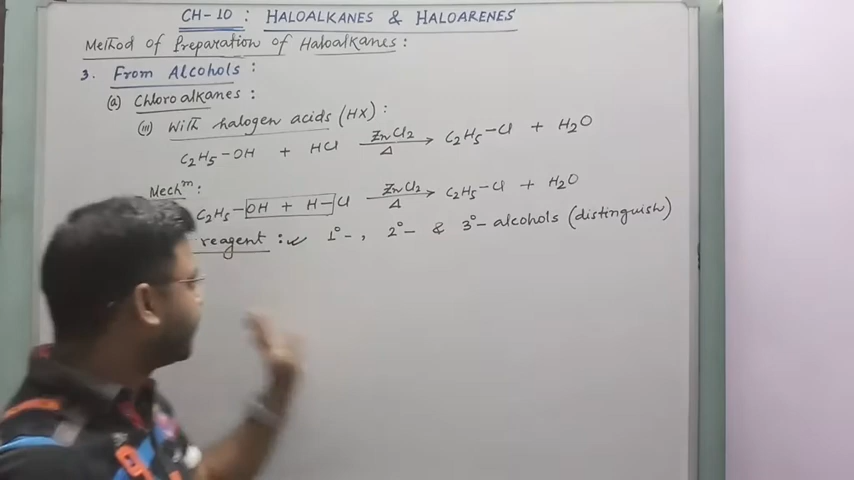 CH-10 : HALOALKANES & HALOARENES
Method of Preparation of Haloalkanes :
3. From Alcohols :
(a) Chloroalkanes :
(iii) With halogen acids (HX) :
C₂H₅-OH + HCl ZnCl₂ Δ → C₂H₅-Cl + H₂O
Mechᵐ :
C₂H₅-OH + H-Cl ZnCl₂ Δ → C₂H₅-Cl + H₂O
reagent : ✓ 1°-, 2°- & 3°-alcohols (distinguish)